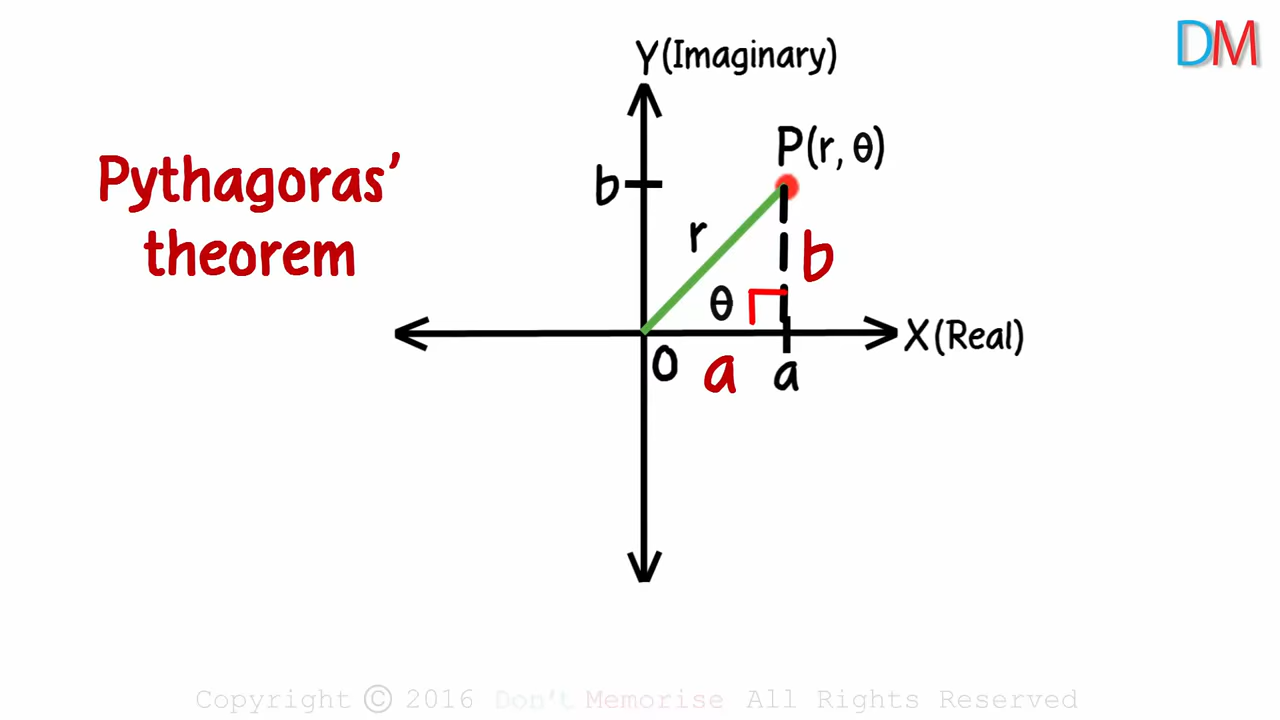 DM
Y(Imaginary)
P(r, θ)
Pythagoras’
theorem
b
r
b
θ
X(Real)
O
a
a
Copyright © 2016 Don't Memorise All Rights Reserved